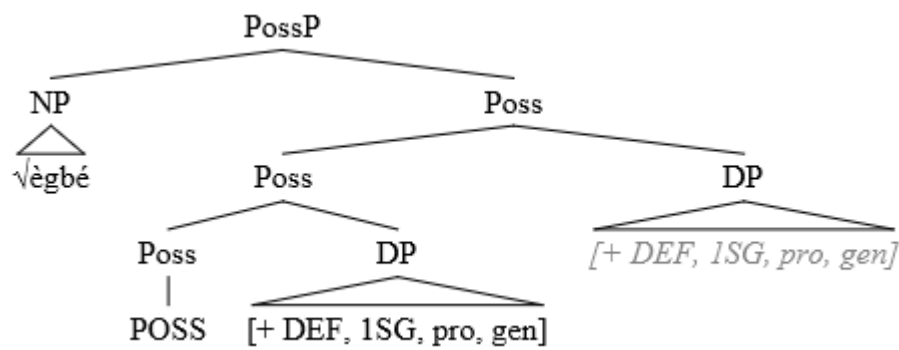 PossP
NP Poss
√ègbé Poss DP
Poss DP [+ DEF, 1SG, pro, gen]
POSS [+ DEF, 1SG, pro, gen]